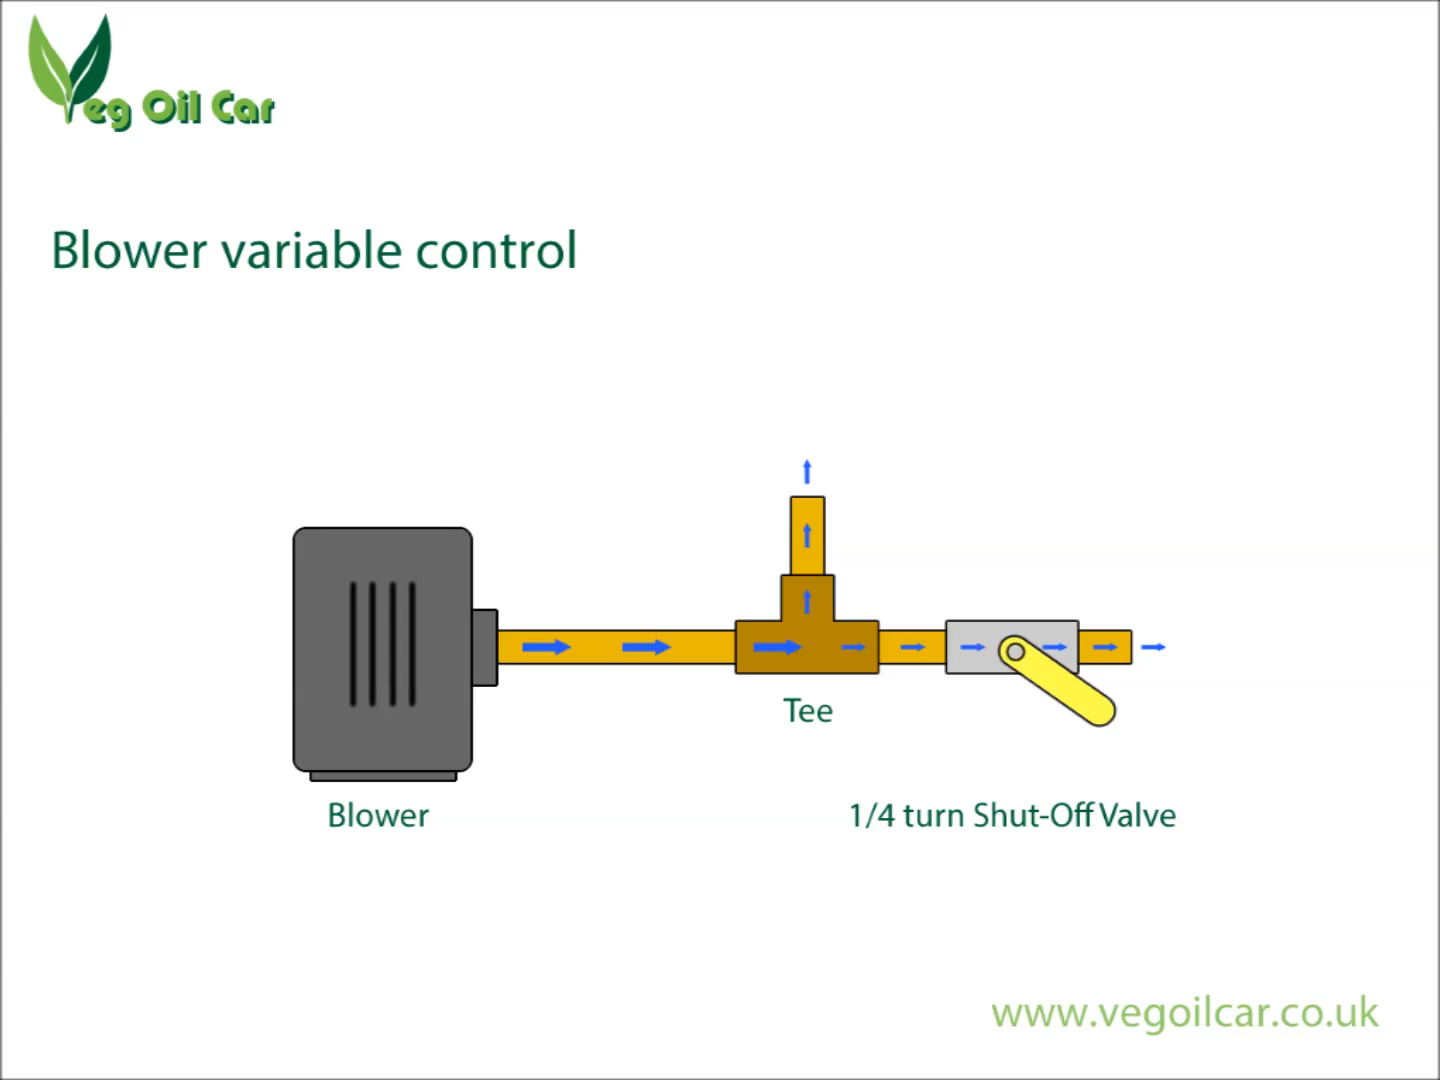 Veg Oil Car
Blower variable control
Tee
Blower
1/4 turn Shut-Off Valve
www.vegoilcar.co.uk